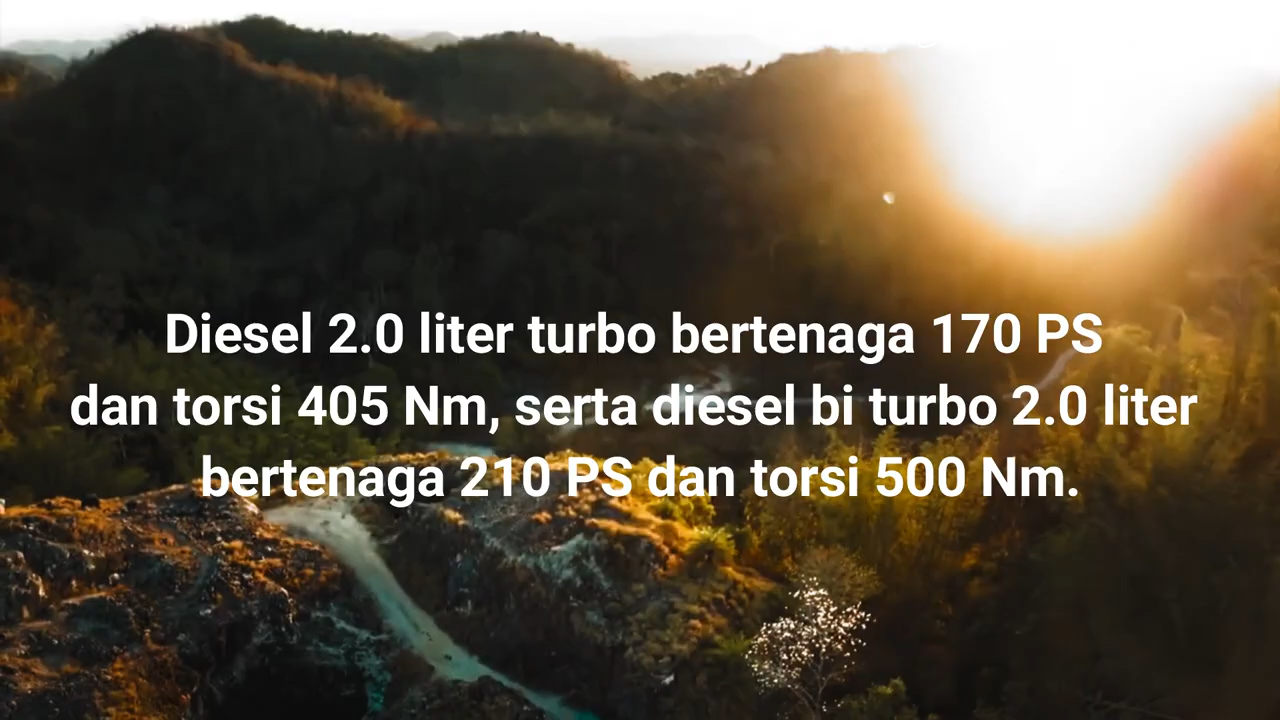 Diesel 2.0 liter turbo bertenaga 170 PS
dan torsi 405 Nm, serta diesel bi turbo 2.0 liter
bertenaga 210 PS dan torsi 500 Nm.